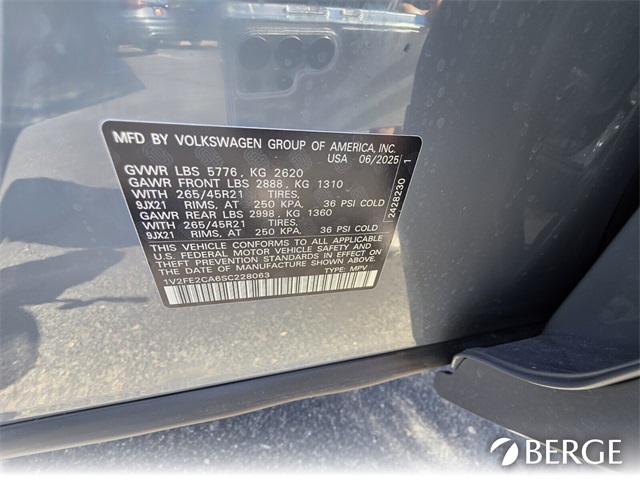 MFD BY VOLKSWAGEN GROUP OF AMERICA, INC.
USA 06/2025
GVWR LBS 5776, KG 2620
GAWR FRONT LBS 2888, KG 1310
WITH 265/45R21 TIRES,
9JX21 RIMS, AT 250 KPA, 36 PSI COLD
GAWR REAR LBS 2998, KG 1360
WITH 265/45R21 TIRES,
9JX21 RIMS, AT 250 KPA, 36 PSI COLD
2428230 1
THIS VEHICLE CONFORMS TO ALL APPLICABLE
U.S. FEDERAL MOTOR VEHICLE SAFETY AND
THEFT PREVENTION STANDARDS IN EFFECT ON
THE DATE OF MANUFACTURE SHOWN ABOVE.
1V2FE2CA6SC228063 TYPE: MPV
BERGE